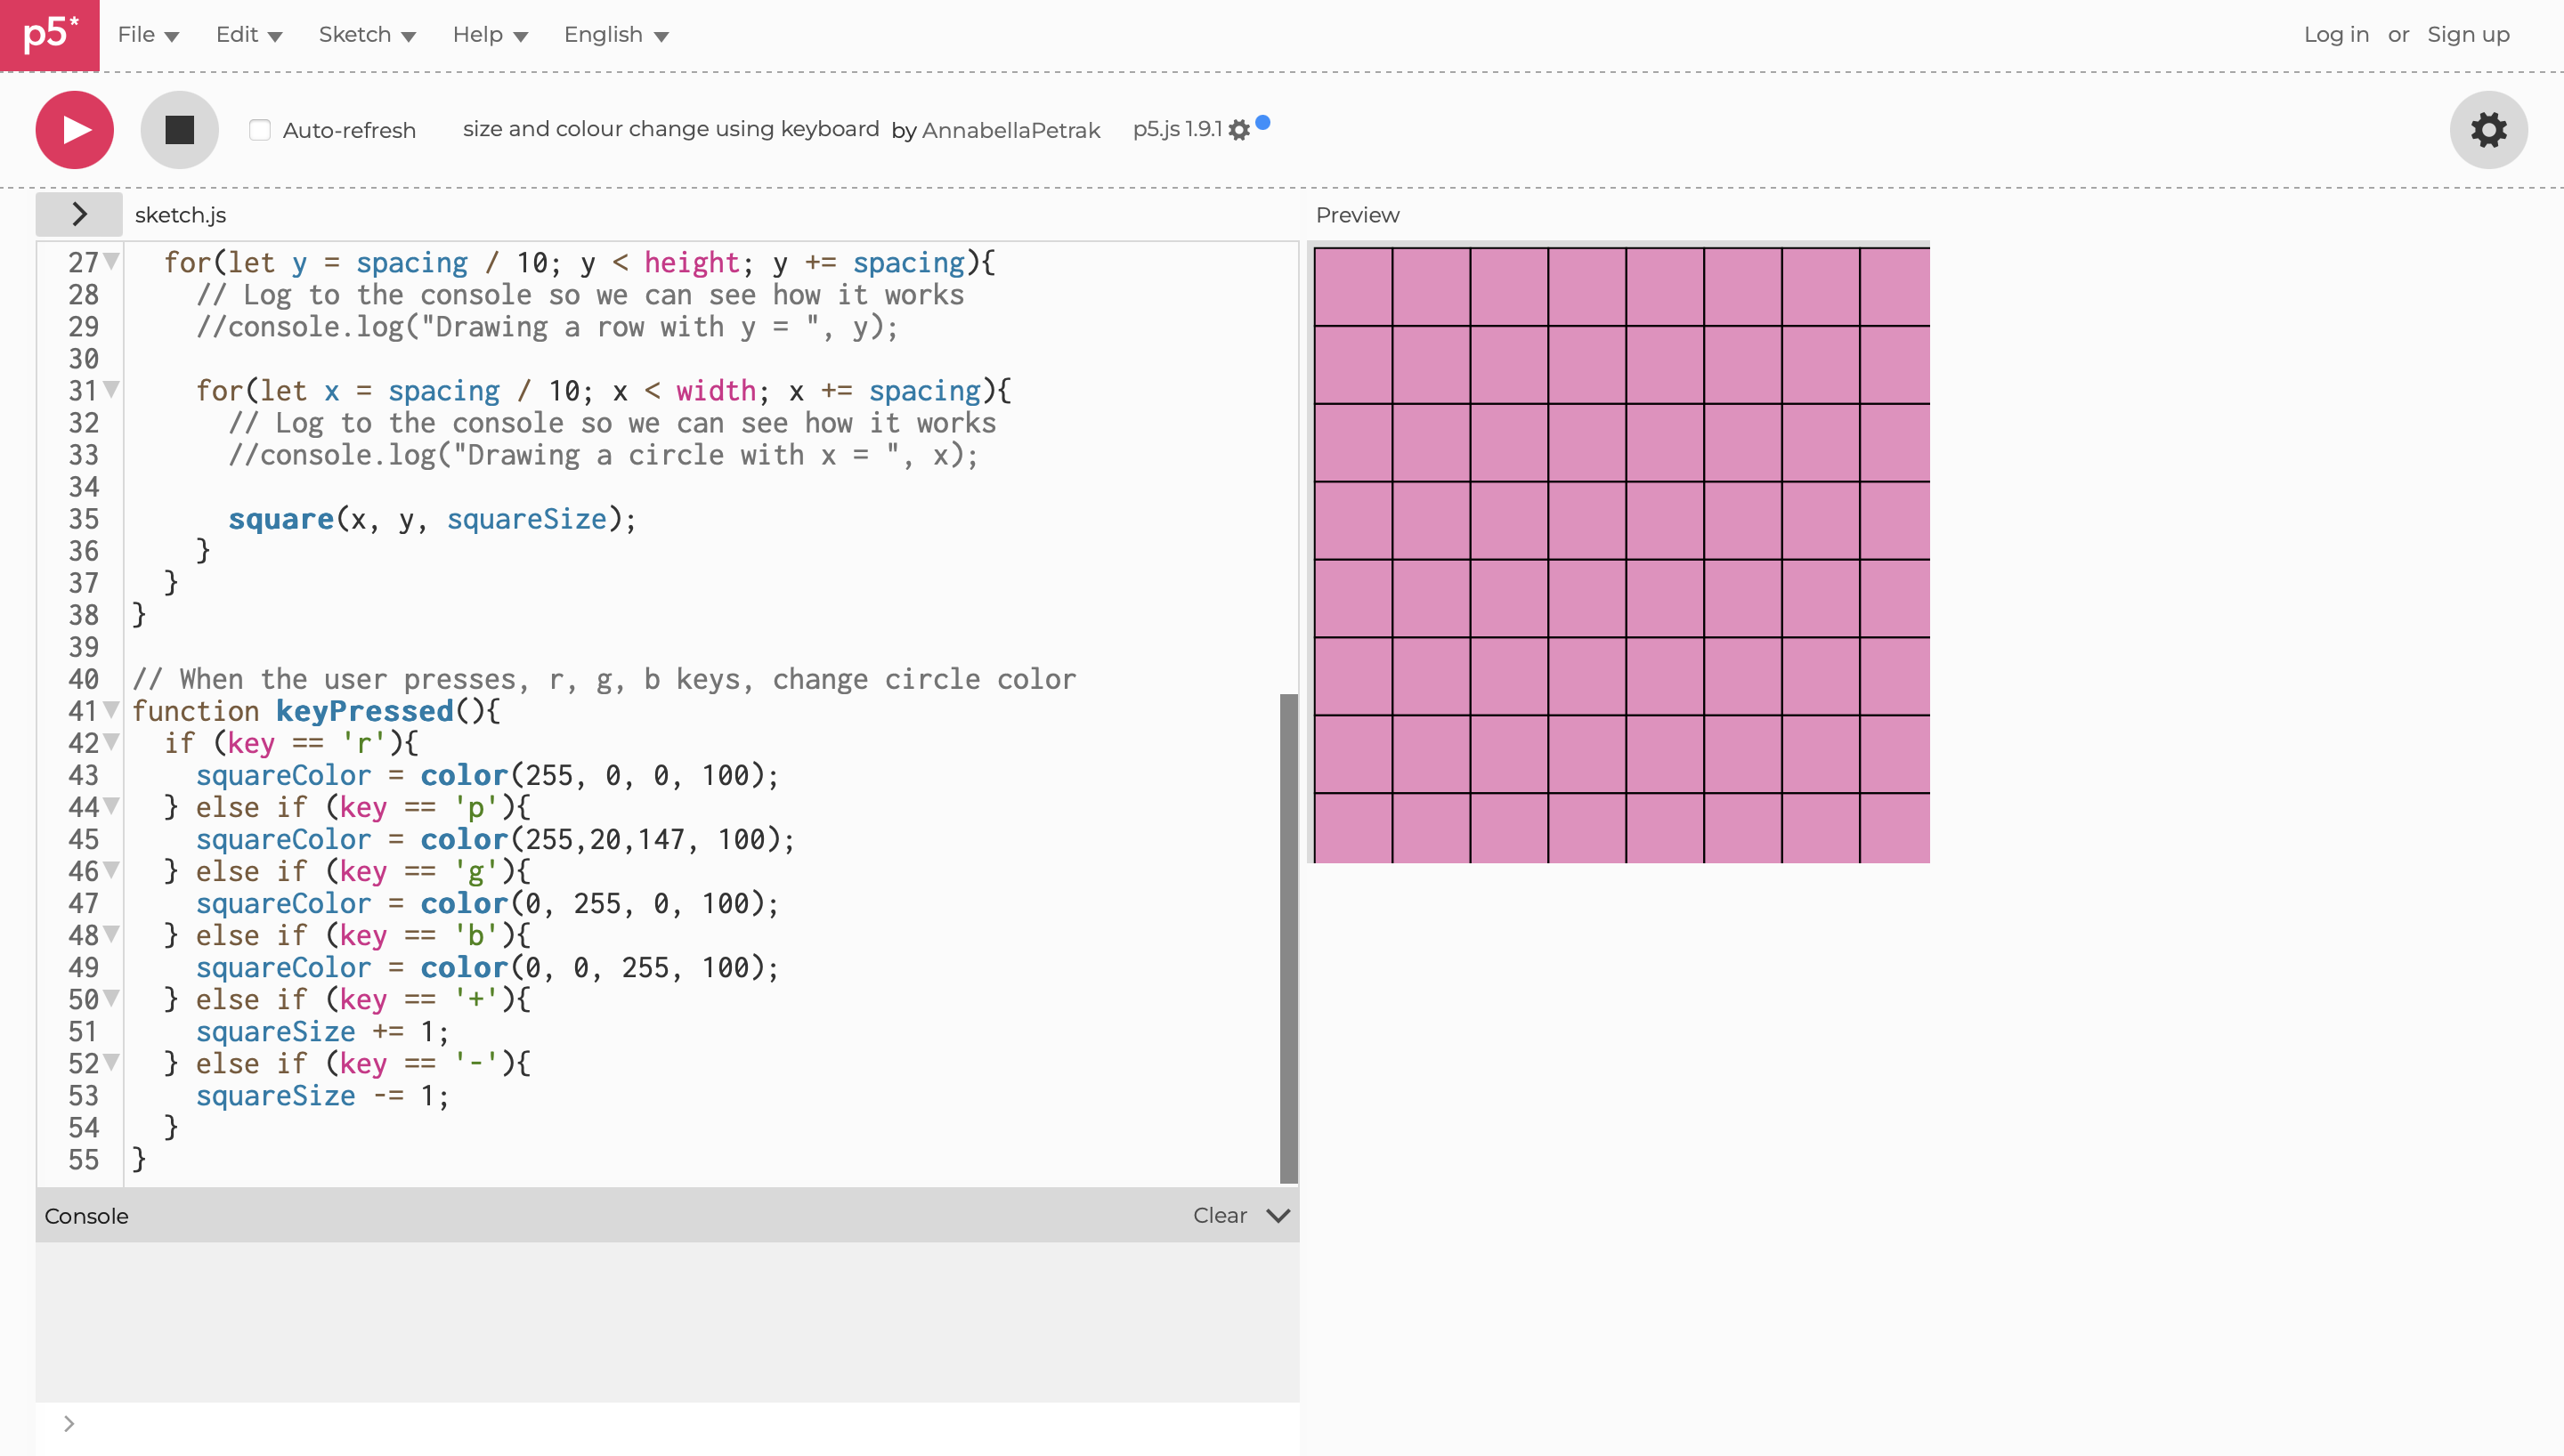 p5*
File Edit Sketch Help English
Log in or Sign up
Auto-refresh size and colour change using keyboard by AnnabellaPetrak p5.js 1.9.1
sketch.js
Preview
27 for(let y = spacing / 10; y < height; y += spacing){
28 // Log to the console so we can see how it works
29 //console.log("Drawing a row with y = ", y);
30
31 for(let x = spacing / 10; x < width; x += spacing){
32 // Log to the console so we can see how it works
33 //console.log("Drawing a circle with x = ", x);
34
35 square(x, y, squareSize);
36 }
37 }
38 }
39
40 // When the user presses, r, g, b keys, change circle color
41 function keyPressed(){
42 if (key == 'r'){
43 squareColor = color(255, 0, 0, 100);
44 } else if (key == 'p'){
45 squareColor = color(255,20,147, 100);
46 } else if (key == 'g'){
47 squareColor = color(0, 255, 0, 100);
48 } else if (key == 'b'){
49 squareColor = color(0, 0, 255, 100);
50 } else if (key == '+'){
51 squareSize += 1;
52 } else if (key == '-'){
53 squareSize -= 1;
54 }
55 }
Console
Clear
>